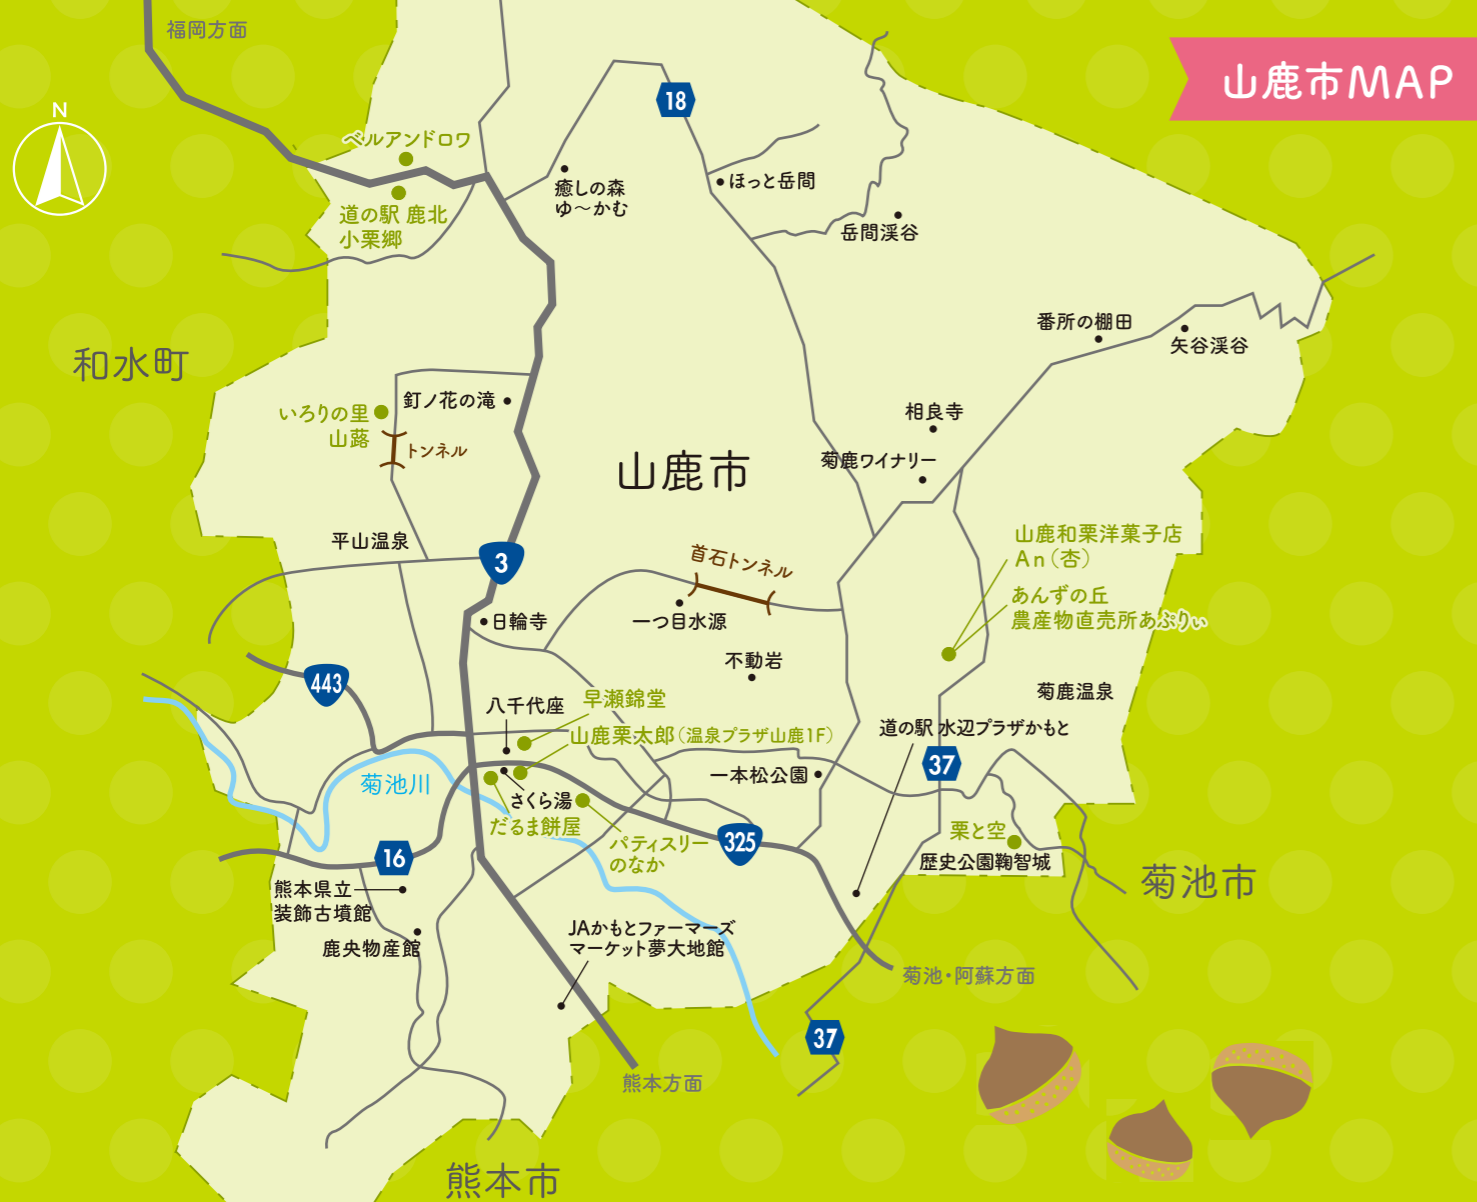 福岡方面
山鹿市MAP
N
18
ベルアンドロワ
癒しの森
ゆ〜かむ
ほっと岳間
道の駅 鹿北
小栗郷
岳間渓谷
番所の棚田
矢谷渓谷
和水町
釘ノ花の滝
いろりの里
山蕗
トンネル
相良寺
菊鹿ワイナリー
山鹿市
平山温泉
3
首石トンネル
山鹿和栗洋菓子店
An(杏)
あんずの丘
農産物直売所あぷりぃ
日輪寺
一つ目水源
不動岩
443
菊鹿温泉
八千代座
早瀬錦堂
道の駅 水辺プラザかもと
山鹿栗太郎(温泉プラザ山鹿1F)
37
菊池川
一本松公園
さくら湯
だるま餅屋
パティスリー
のなか
325
栗と空
16
歴史公園鞠智城
熊本県立
装飾古墳館
菊池市
鹿央物産館
JAかもとファーマーズ
マーケット夢大地館
菊池・阿蘇方面
37
熊本方面
熊本市